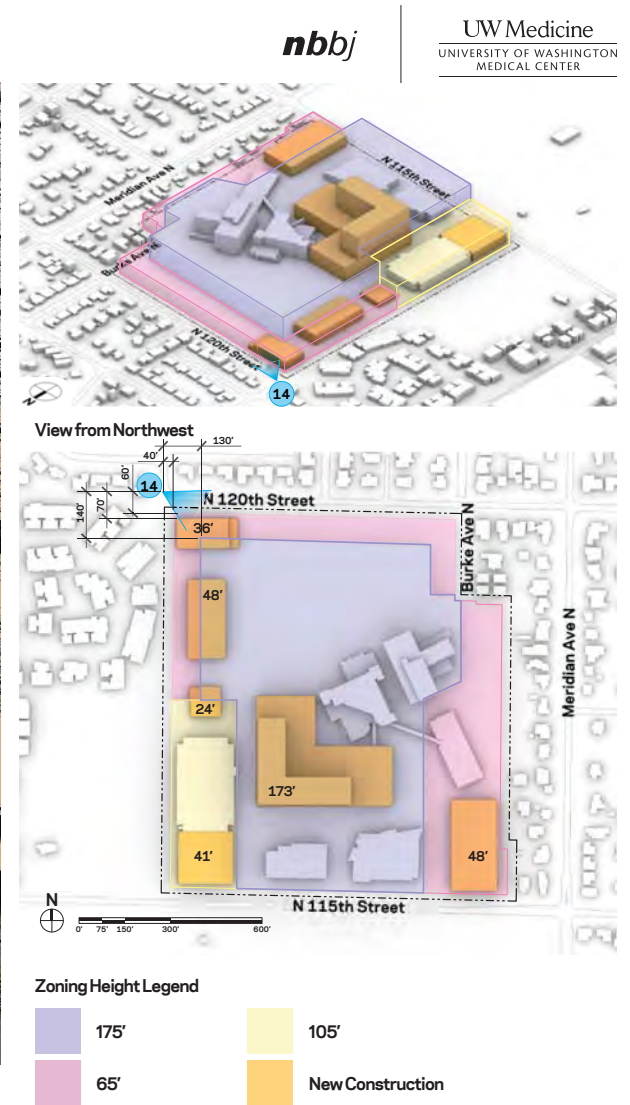 nbbj
UW Medicine
UNIVERSITY OF WASHINGTON
MEDICAL CENTER
N 115th Street
Meridian Ave N
Burke Ave N
N 120th Street
14
N
View from Northwest
130'
40'
60'
14
N 120th Street
140'
70'
36'
Burke Ave N
48'
Meridian Ave N
24'
173'
41'
48'
N 115th Street
N
0' 75' 150' 300' 600'
Zoning Height Legend
175'
105'
65'
New Construction